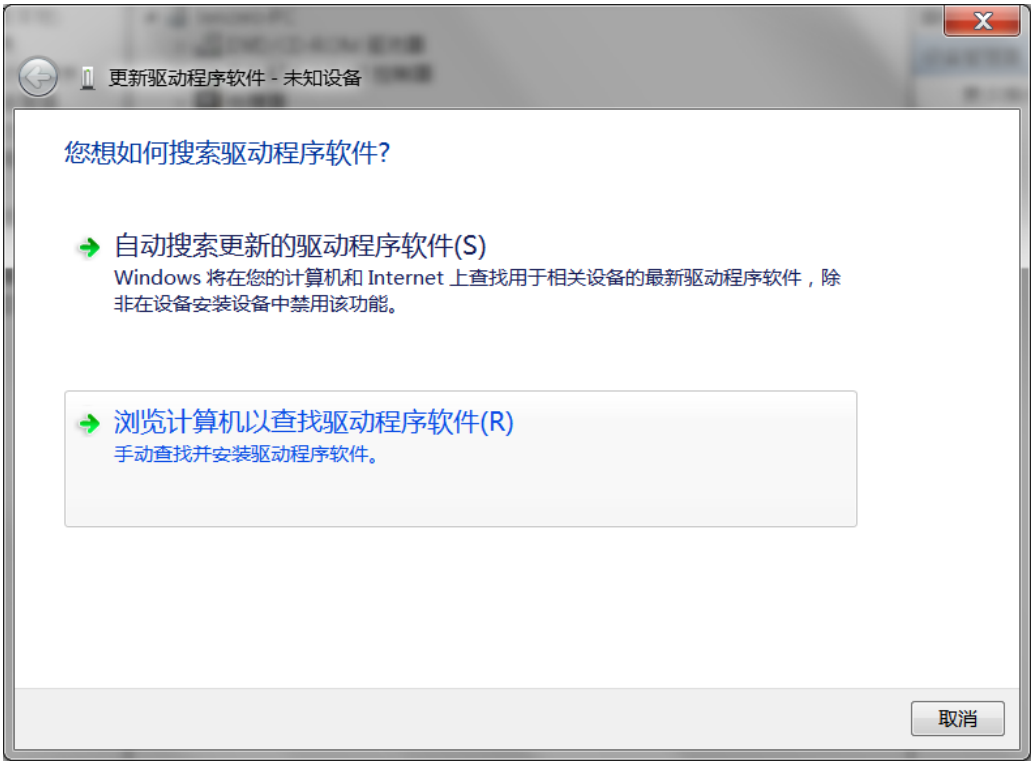 更新驱动程序软件 - 未知设备
您想如何搜索驱动程序软件?
自动搜索更新的驱动程序软件(S)
Windows 将在您的计算机和 Internet 上查找用于相关设备的最新驱动程序软件，除
非在设备安装设备中禁用该功能。
浏览计算机以查找驱动程序软件(R)
手动查找并安装驱动程序软件。
取消